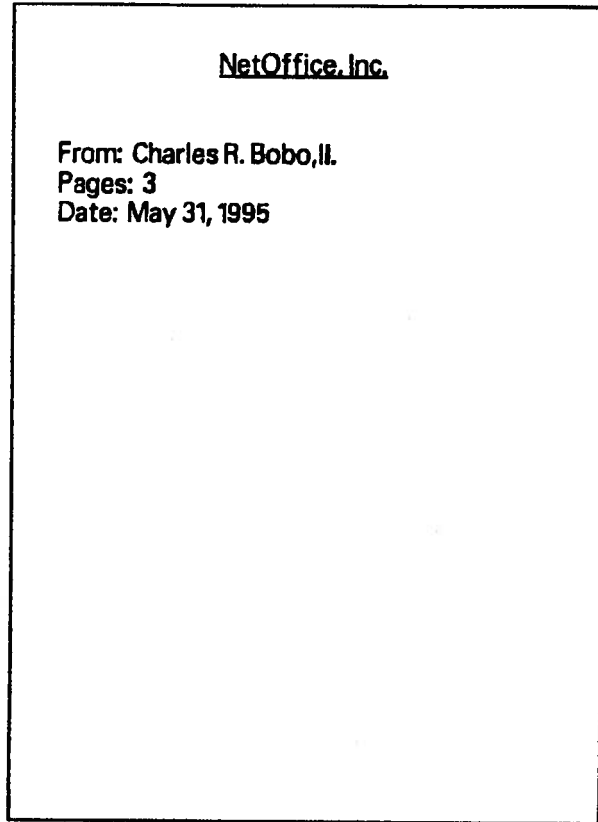 NetOffice, Inc.
From: Charles R. Bobo,II.
Pages: 3
Date: May 31, 1995